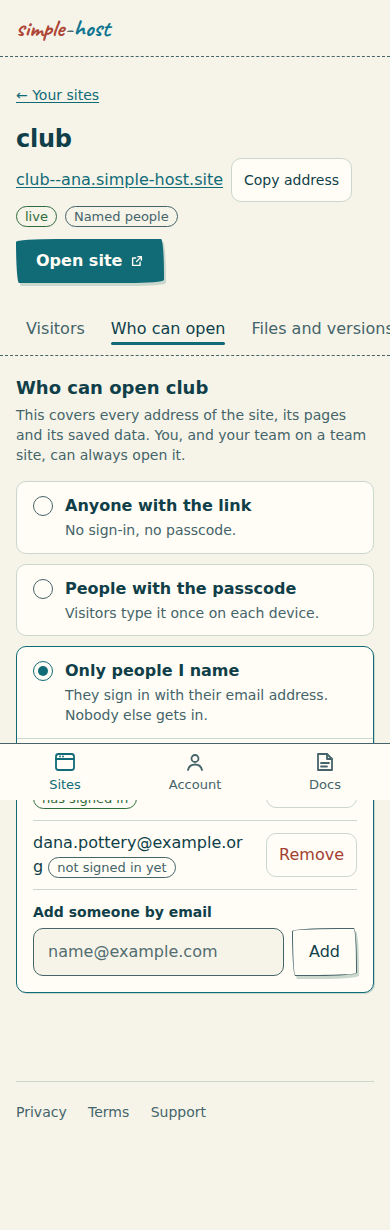 simple-host
← Your sites
club
club--ana.simple-host.site Copy address
live Named people
Open site
Visitors Who can open Files and versions
Who can open club
This covers every address of the site, its pages
and its saved data. You, and your team on a team
site, can always open it.
Anyone with the link
No sign-in, no passcode.
People with the passcode
Visitors type it once on each device.
Only people I name
They sign in with their email address.
Nobody else gets in.
Sites Account Docs
has signed in
dana.pottery@example.or
g not signed in yet Remove
Add someone by email
name@example.com Add
Privacy Terms Support